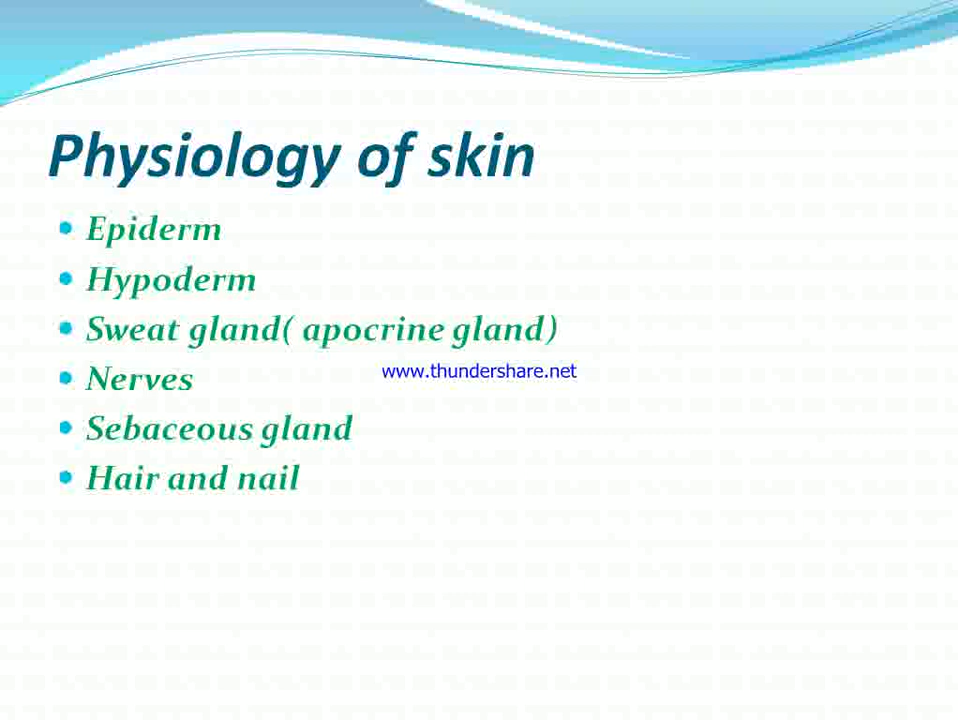 Physiology of skin
Epiderm
Hypoderm
Sweat gland( apocrine gland)
Nerves
www.thundershare.net
Sebaceous gland
Hair and nail